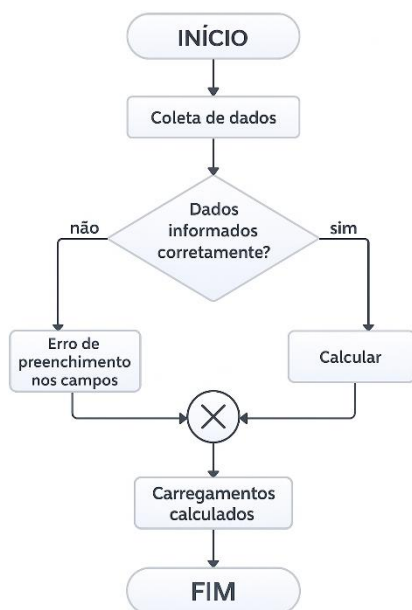 INÍCIO
Coleta de dados
Dados
informados
corretamente?
não
sim
Erro de
preenchimento
nos campos
Calcular
Carregamentos
calculados
FIM